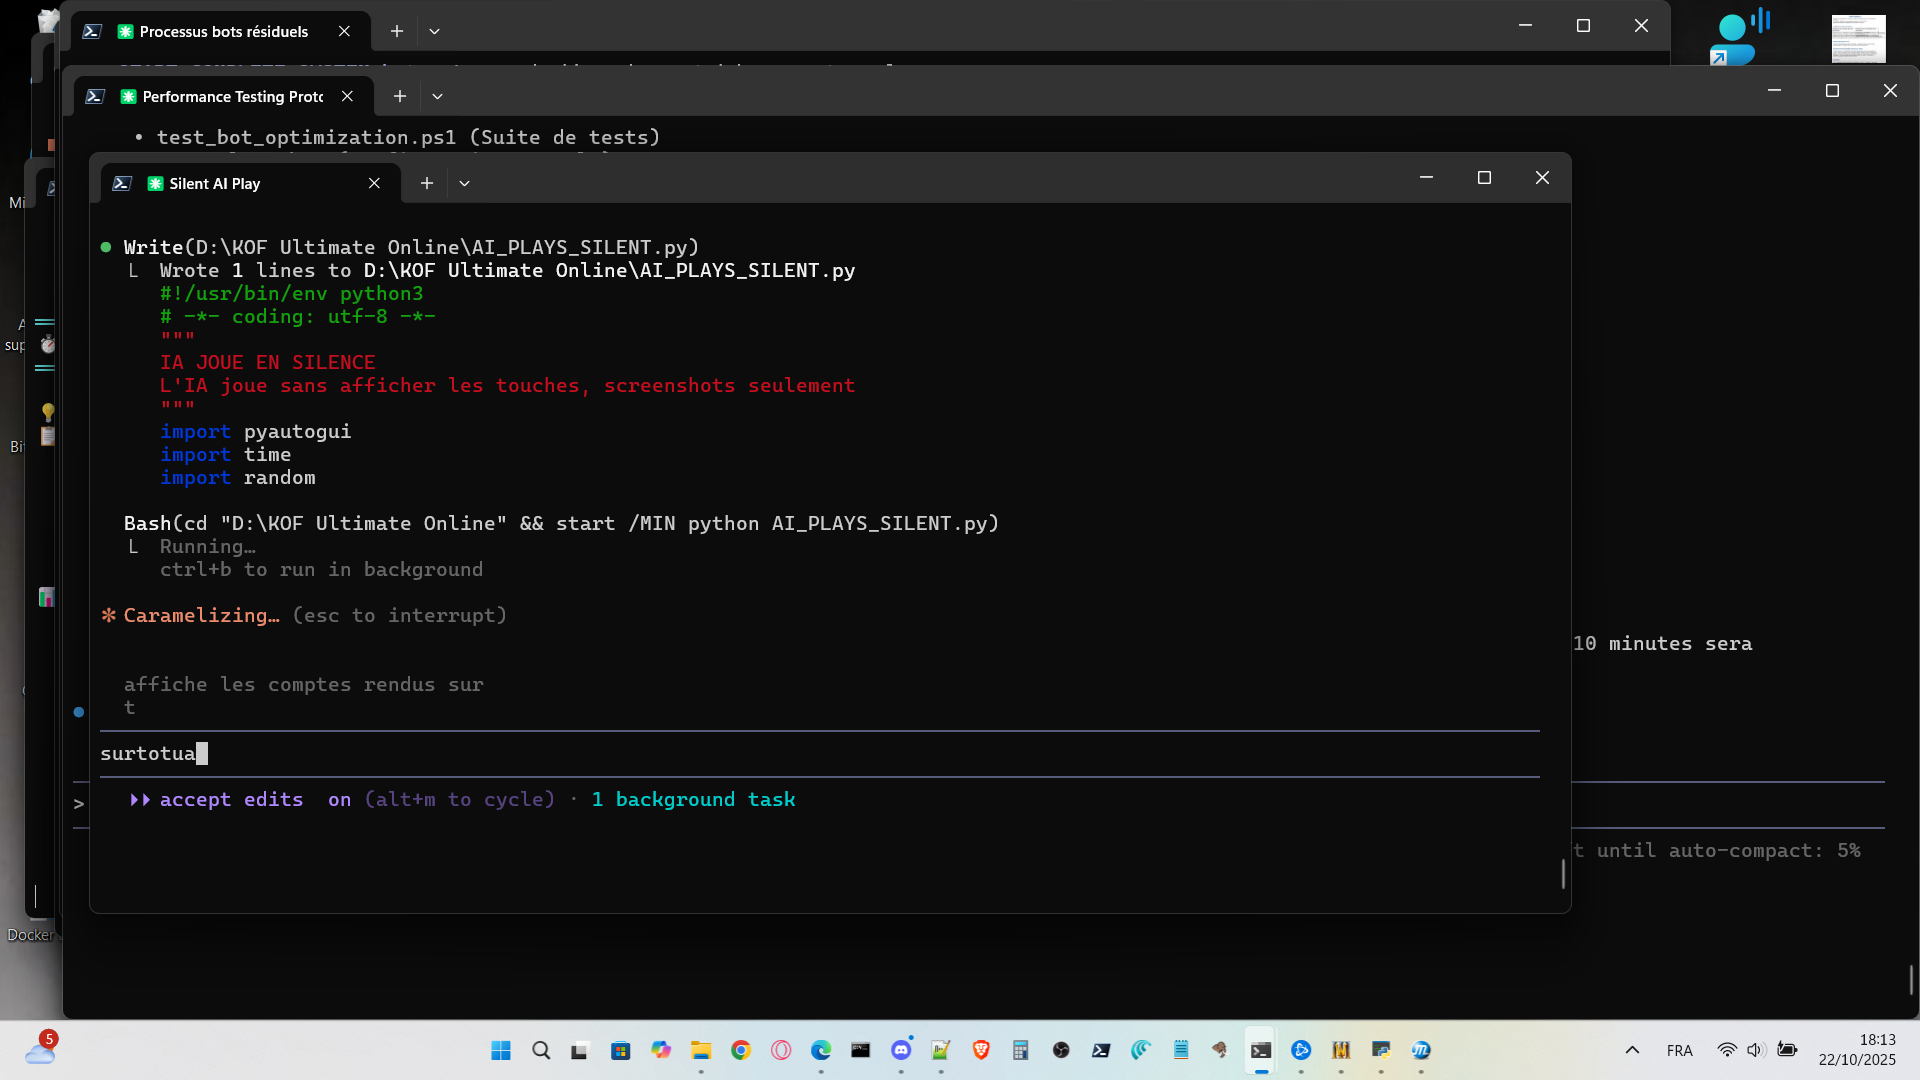 Processus bots résiduels
Performance Testing Proto
• test_bot_optimization.ps1 (Suite de tests)
Silent AI Play
Write(D:\KOF Ultimate Online\AI_PLAYS_SILENT.py)
Wrote 1 lines to D:\KOF Ultimate Online\AI_PLAYS_SILENT.py
#!/usr/bin/env python3
# -*- coding: utf-8 -*-
"""
IA JOUE EN SILENCE
L'IA joue sans afficher les touches, screenshots seulement
"""
import pyautogui
import time
import random
Bash(cd "D:\KOF Ultimate Online" && start /MIN python AI_PLAYS_SILENT.py)
Running…
ctrl+b to run in background
Caramelizing… (esc to interrupt)
10 minutes sera
affiche les comptes rendus sur
t
surtotua
accept edits on (alt+m to cycle) · 1 background task
>
t until auto-compact: 5%
Mi
A
sup
Bit
Docker
5
FRA
18:13
22/10/2025